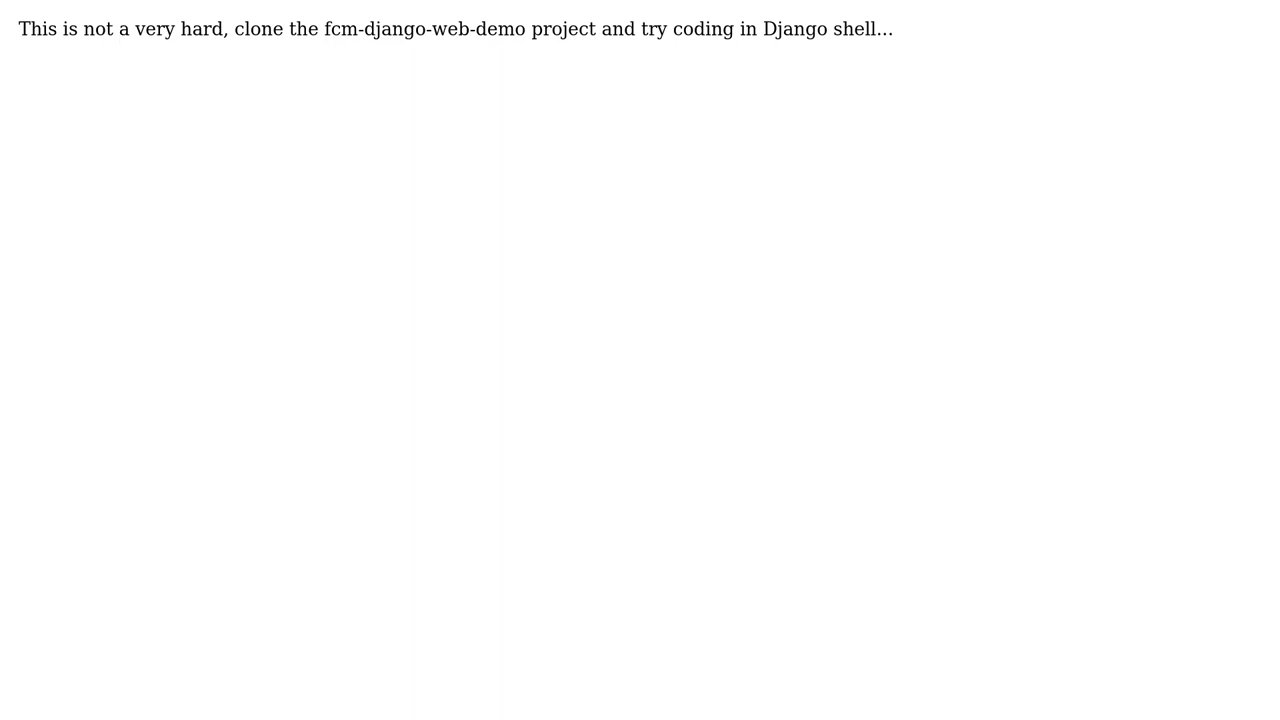 This is not a very hard, clone the fcm-django-web-demo project and try coding in Django shell...